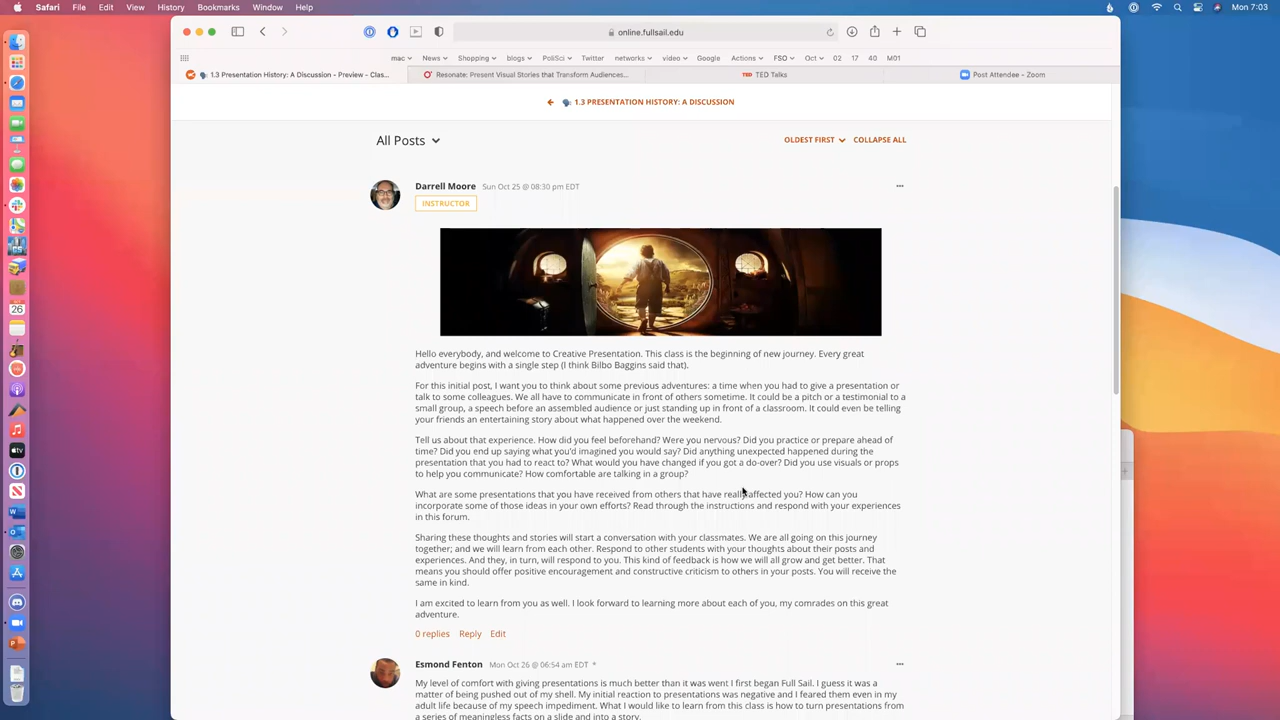 Safari File Edit View History Bookmarks Window Help Mon 7:03
online.fullsail.edu
mac News Shopping blogs PoliSci Twitter networks video Google Actions FSO Oct 02 17 40 M01
1.3 Presentation History: A Discussion - Preview - Clas... Resonate: Present Visual Stories that Transform Audiences... TED TED Talks Post Attendee – Zoom
1.3 PRESENTATION HISTORY: A DISCUSSION
All Posts OLDEST FIRST COLLAPSE ALL
Darrell Moore Sun Oct 25 @ 08:30 pm EDT
INSTRUCTOR
Hello everybody, and welcome to Creative Presentation. This class is the beginning of new journey. Every great
adventure begins with a single step (I think Bilbo Baggins said that).
For this initial post, I want you to think about some previous adventures: a time when you had to give a presentation or
talk to some colleagues. We all have to communicate in front of others sometime. It could be a pitch or a testimonial to a
small group, a speech before an assembled audience or just standing up in front of a classroom. It could even be telling
your friends an entertaining story about what happened over the weekend.
Tell us about that experience. How did you feel beforehand? Were you nervous? Did you practice or prepare ahead of
time? Did you end up saying what you'd imagined you would say? Did anything unexpected happened during the
presentation that you had to react to? What would you have changed if you got a do-over? Did you use visuals or props
to help you communicate? How comfortable are talking in a group?
What are some presentations that you have received from others that have really affected you? How can you
incorporate some of those ideas in your own efforts? Read through the instructions and respond with your experiences
in this forum.
Sharing these thoughts and stories will start a conversation with your classmates. We are all going on this journey
together; and we will learn from each other. Respond to other students with your thoughts about their posts and
experiences. And they, in turn, will respond to you. This kind of feedback is how we will all grow and get better. That
means you should offer positive encouragement and constructive criticism to others in your posts. You will receive the
same in kind.
I am excited to learn from you as well. I look forward to learning more about each of you, my comrades on this great
adventure.
0 replies Reply Edit
Esmond Fenton Mon Oct 26 @ 06:54 am EDT *
My level of comfort with giving presentations is much better than it was went I first began Full Sail. I guess it was a
matter of being pushed out of my shell. My initial reaction to presentations was negative and I feared them even in my
adult life because of my speech impediment. What I would like to learn from this class is how to turn presentations from
a series of meaningless facts on a slide and into a story.
26